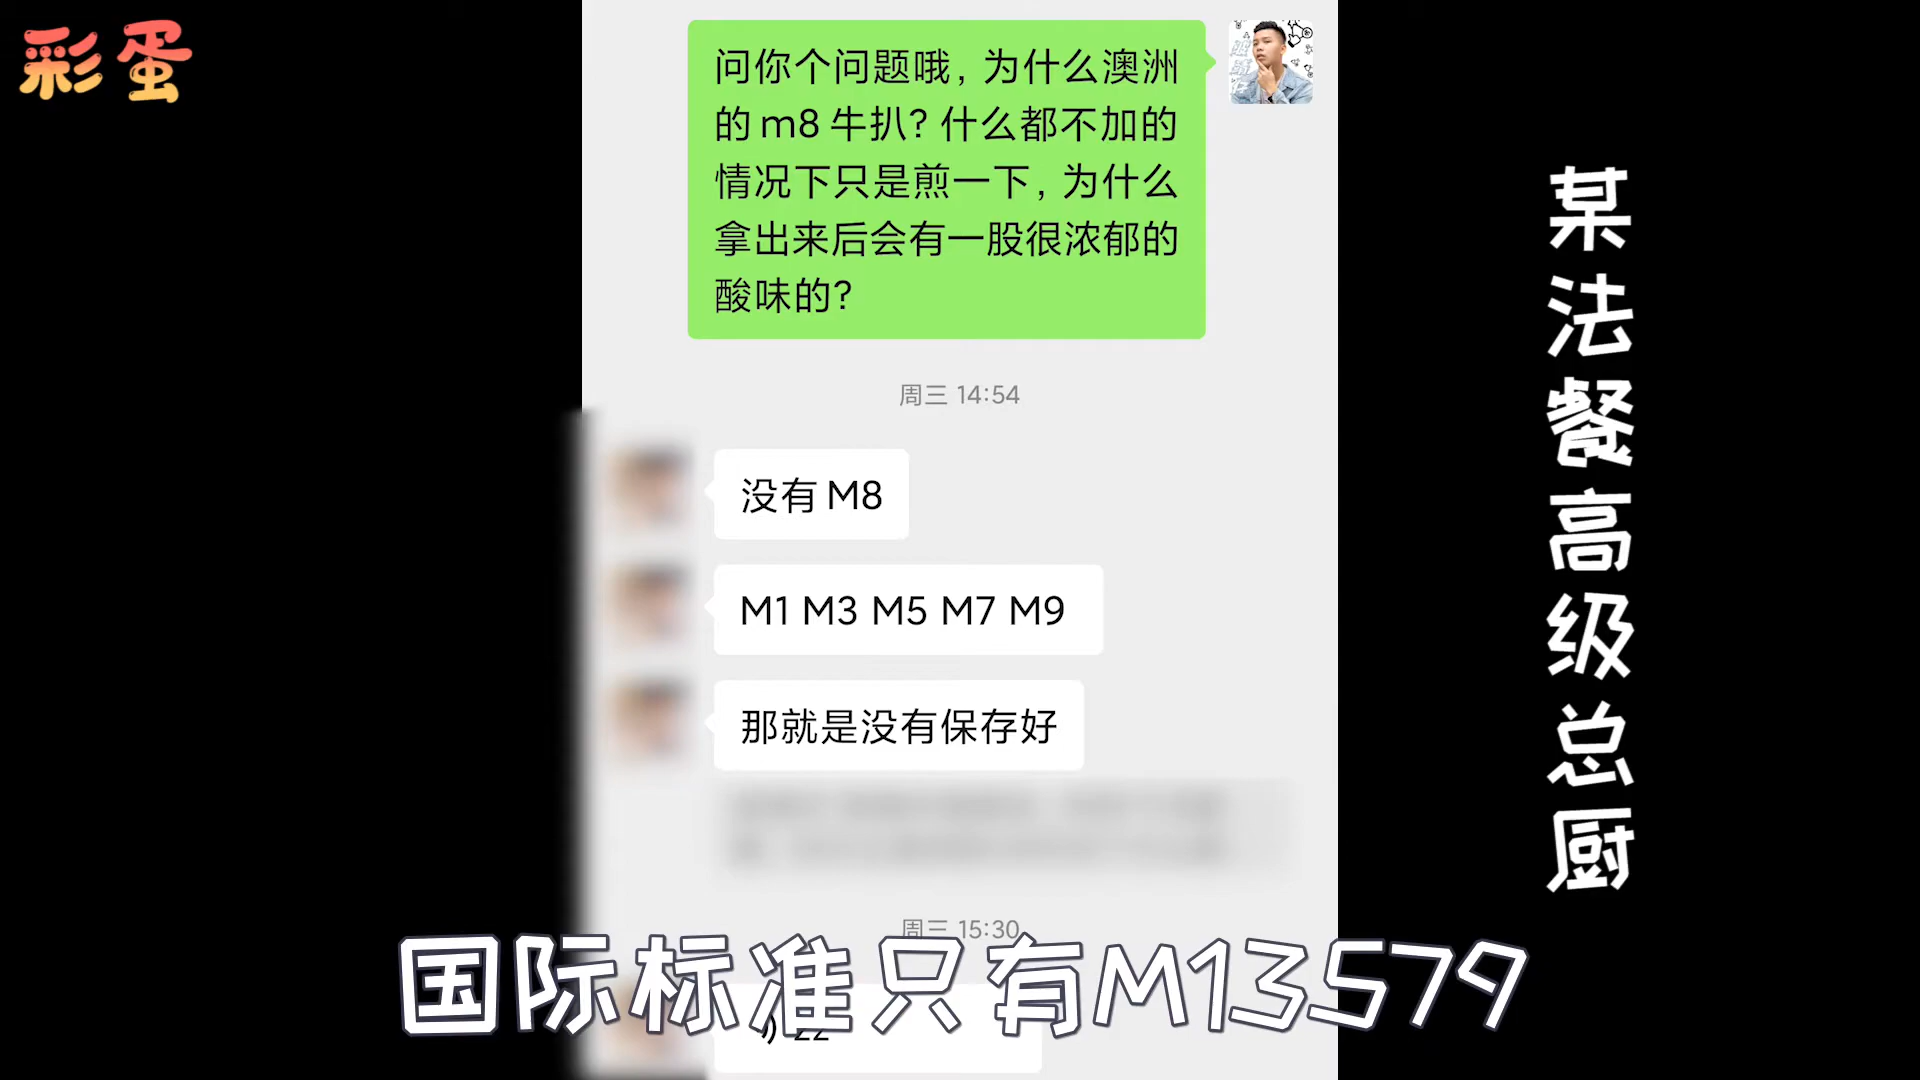 彩蛋
问你个问题哦，为什么澳洲
的m8牛扒？什么都不加的
情况下只是煎一下，为什么
拿出来后会有一股很浓郁的
酸味的？
周三 14:54
没有M8
M1 M3 M5 M7 M9
那就是没有保存好
周三 15:30
22
国际标准只有M13579
某法餐高级总厨